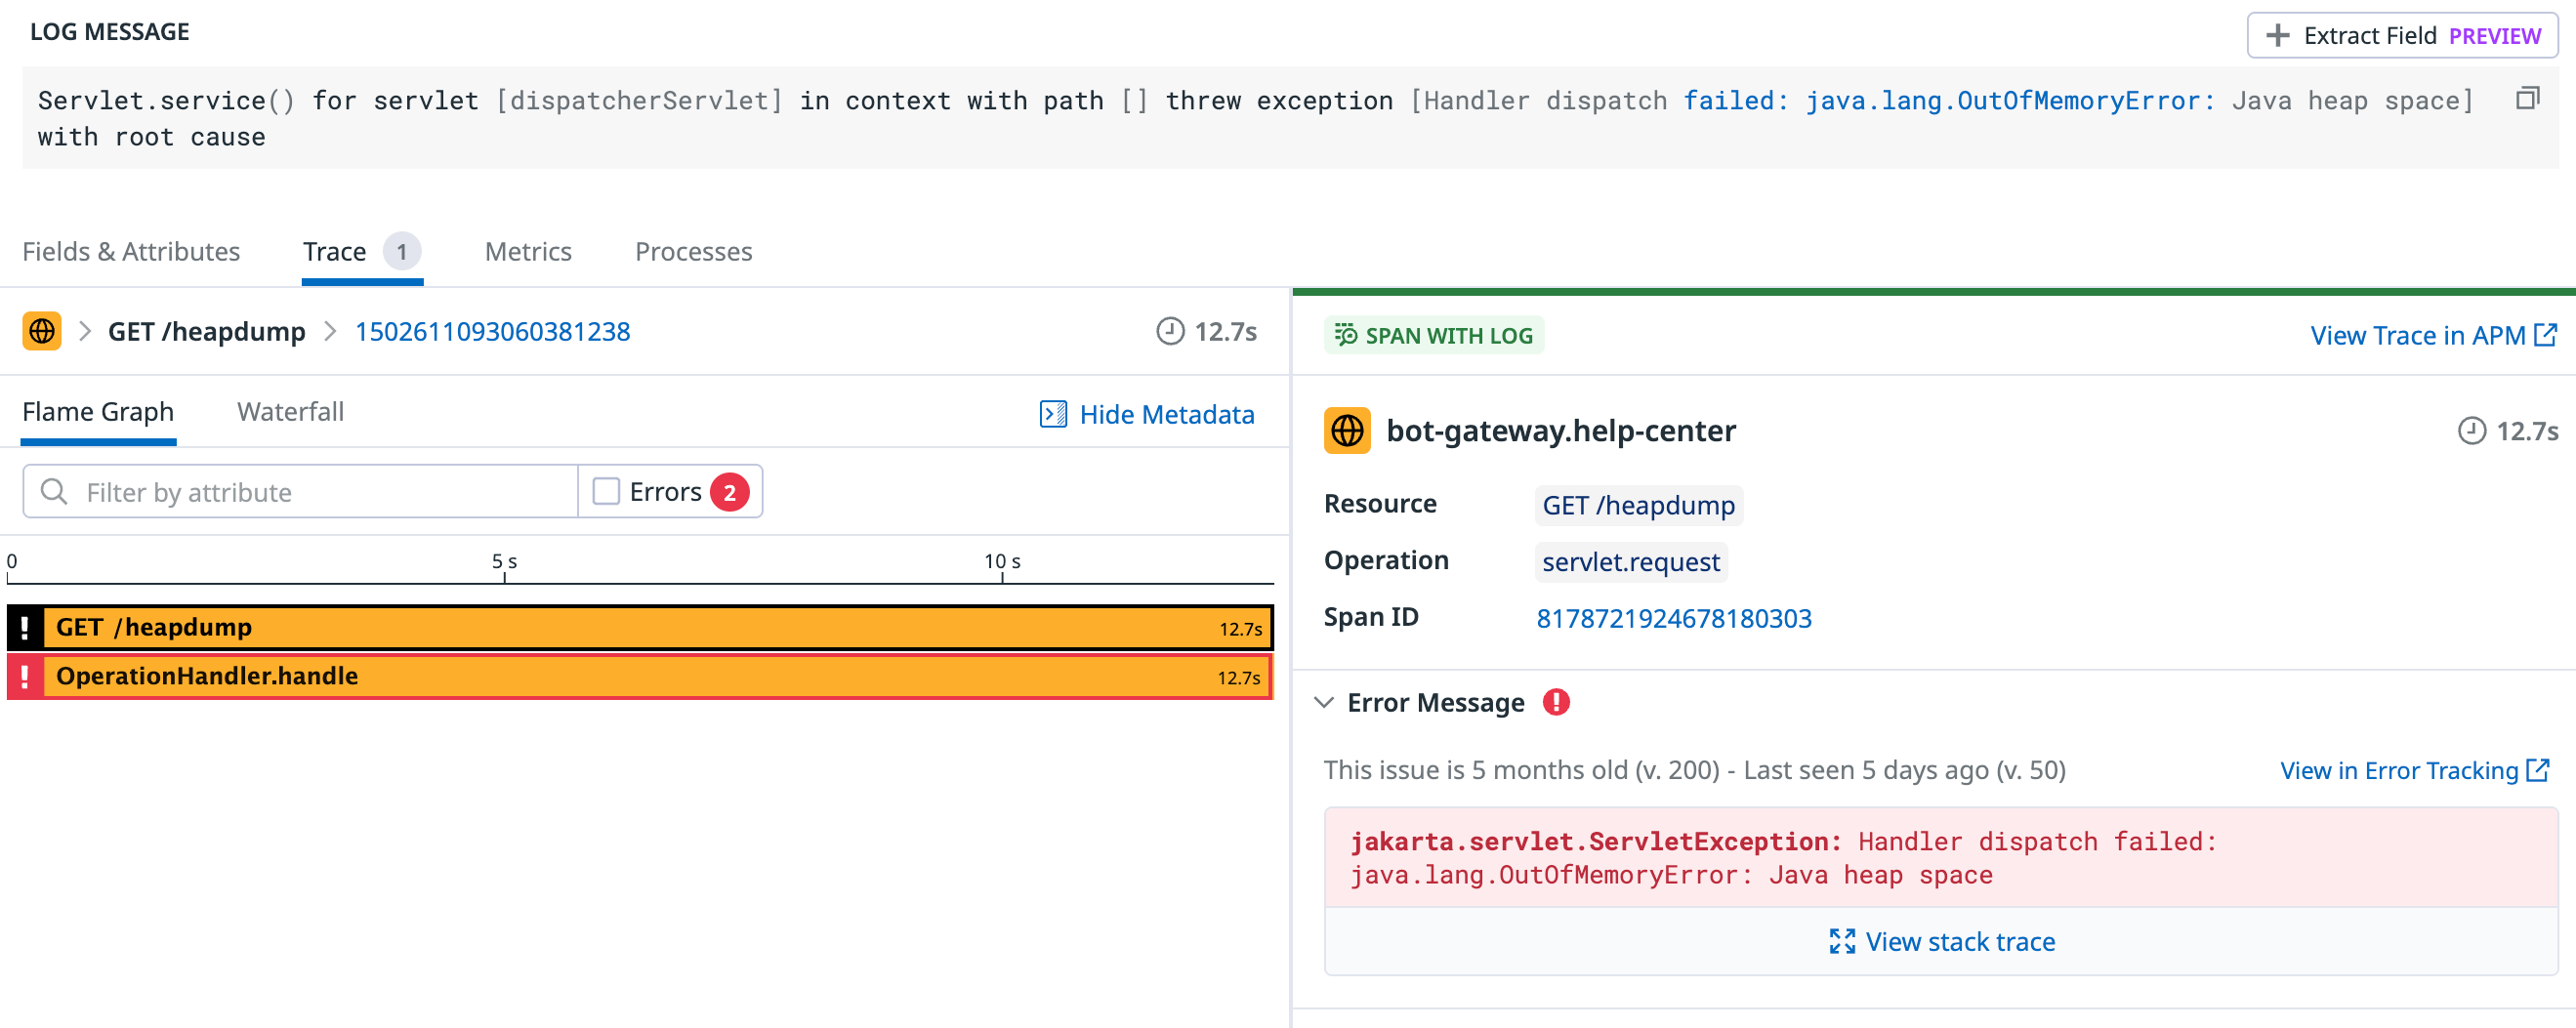 LOG MESSAGE
Extract Field PREVIEW
Servlet.service() for servlet [dispatcherServlet] in context with path [] threw exception [Handler dispatch failed: java.lang.OutOfMemoryError: Java heap space]
with root cause
Fields & Attributes Trace 1 Metrics Processes
GET /heapdump 1502611093060381238 12.7s
Flame Graph Waterfall Hide Metadata
Filter by attribute Errors 2
0 5 s 10 s
GET /heapdump 12.7s
OperationHandler.handle 12.7s
SPAN WITH LOG View Trace in APM
bot-gateway.help-center 12.7s
Resource GET /heapdump
Operation servlet.request
Span ID 8178721924678180303
Error Message
This issue is 5 months old (v. 200) - Last seen 5 days ago (v. 50) View in Error Tracking
jakarta.servlet.ServletException: Handler dispatch failed:
java.lang.OutOfMemoryError: Java heap space
View stack trace